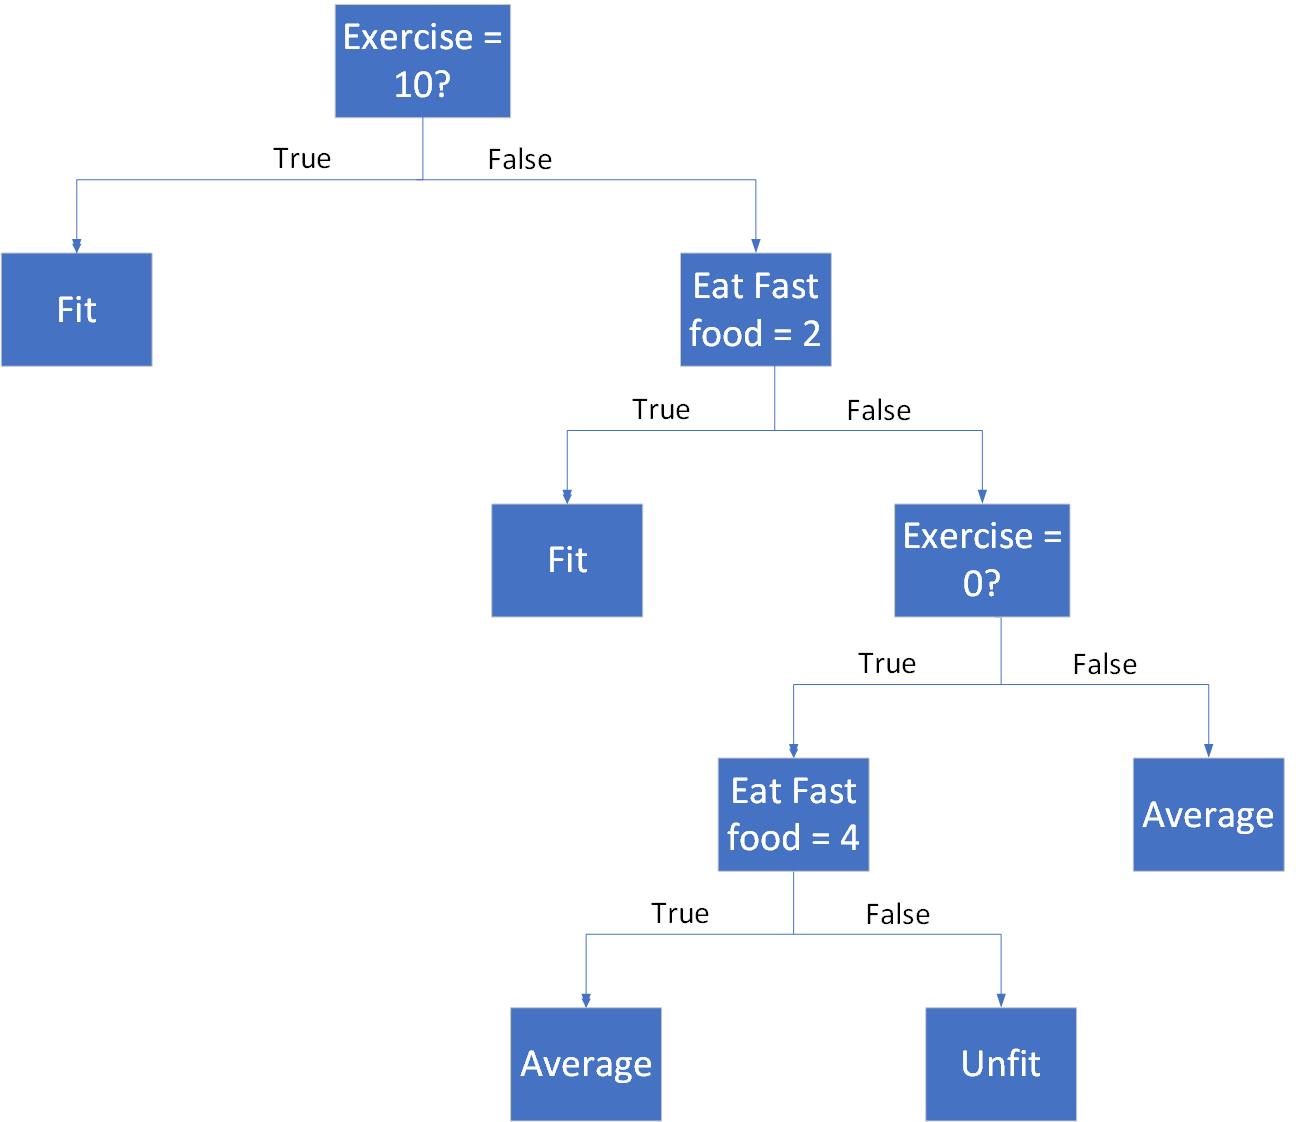 Exercise =
10?
True
False
Fit
Eat Fast
food = 2
True
False
Fit
Exercise =
0?
True
False
Eat Fast
food = 4
Average
True
False
Average
Unfit